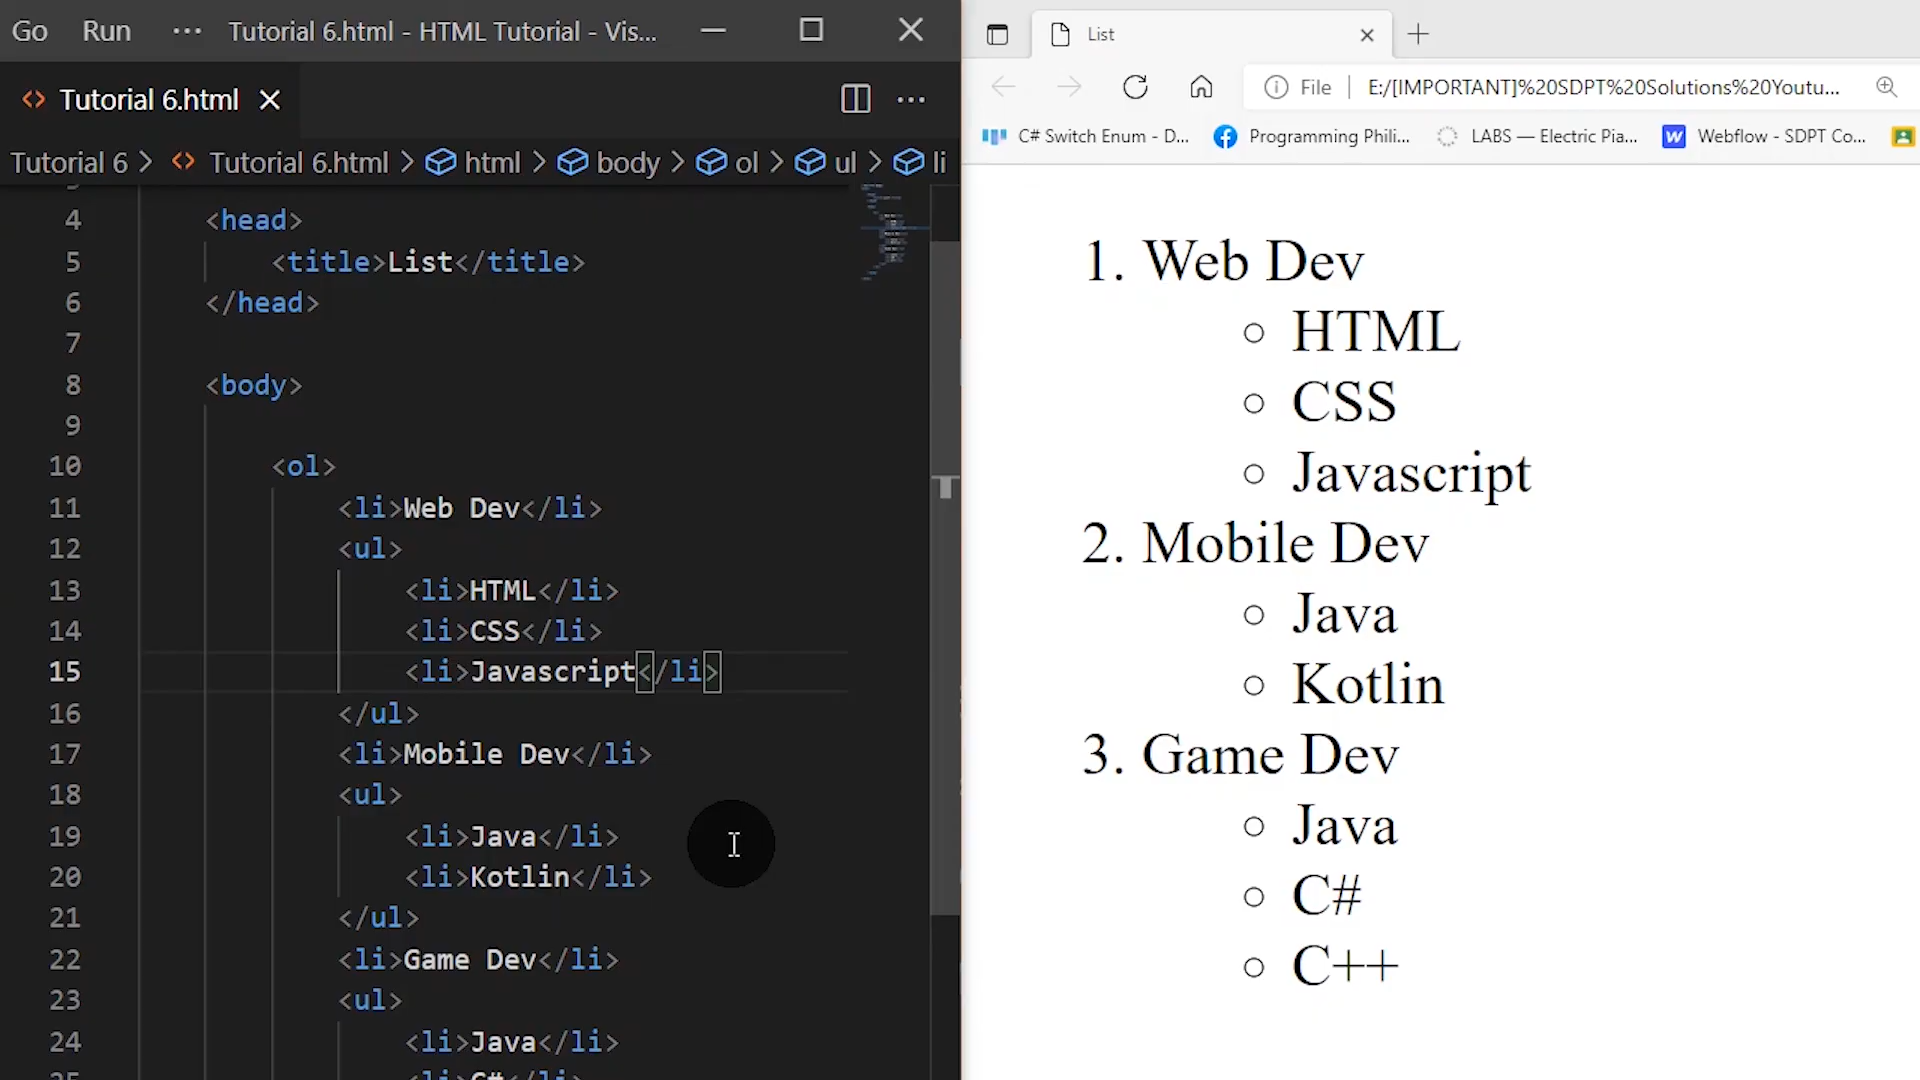 Go Run ··· Tutorial 6.html - HTML Tutorial - Vis...
Tutorial 6.html
Tutorial 6 > Tutorial 6.html > html > body > ol > ul > li
4 <head>
5 <title>List</title>
6 </head>
7
8 <body>
9
10 <ol>
11 <li>Web Dev</li>
12 <ul>
13 <li>HTML</li>
14 <li>CSS</li>
15 <li>Javascript</li>
16 </ul>
17 <li>Mobile Dev</li>
18 <ul>
19 <li>Java</li>
20 <li>Kotlin</li>
21 </ul>
22 <li>Game Dev</li>
23 <ul>
24 <li>Java</li>
25 <li>C#</li>
List
File | E:/[IMPORTANT]%20SDPT%20Solutions%20Youtu...
C# Switch Enum - D... Programming Phili... LABS — Electric Pia... W Webflow - SDPT Co...
1. Web Dev
HTML
CSS
Javascript
2. Mobile Dev
Java
Kotlin
3. Game Dev
Java
C#
C++